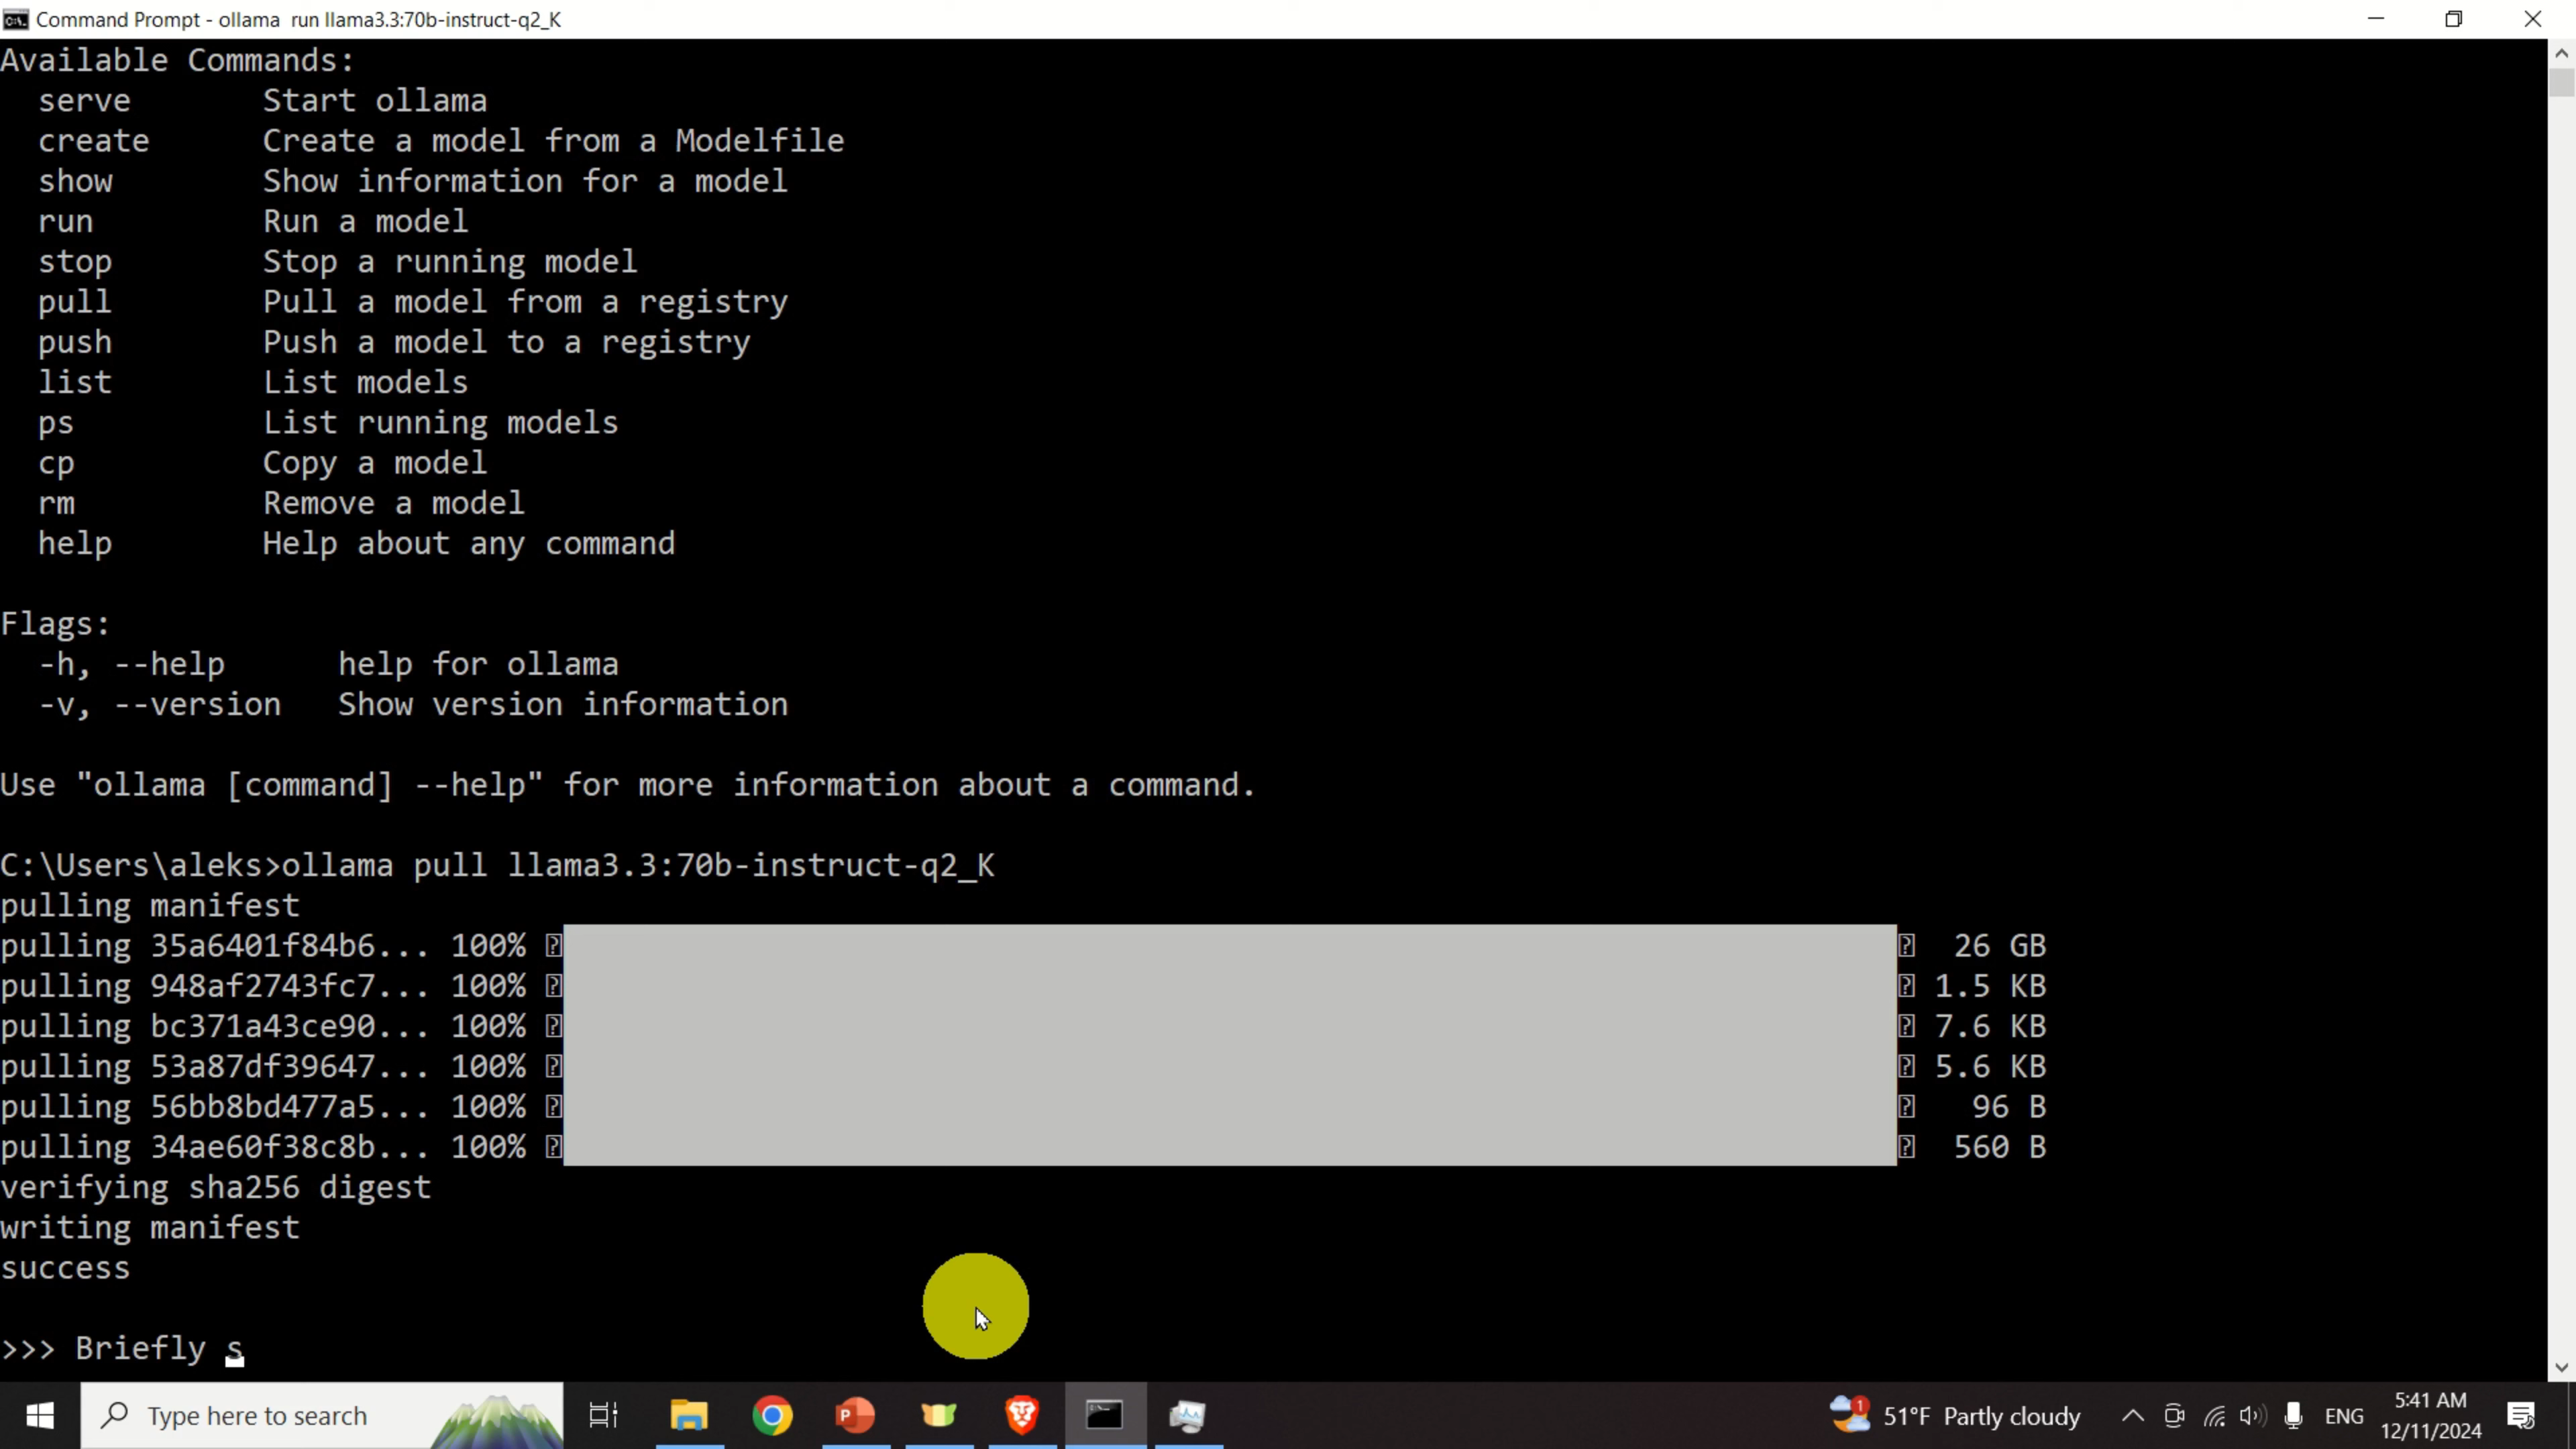 Command Prompt - ollama  run llama3.3:70b-instruct-q2_K
Available Commands:
  serve       Start ollama
  create      Create a model from a Modelfile
  show        Show information for a model
  run         Run a model
  stop        Stop a running model
  pull        Pull a model from a registry
  push        Push a model to a registry
  list        List models
  ps          List running models
  cp          Copy a model
  rm          Remove a model
  help        Help about any command
Flags:
  -h, --help      help for ollama
  -v, --version   Show version information
Use "ollama [command] --help" for more information about a command.
C:\Users\aleks>ollama pull llama3.3:70b-instruct-q2_K
pulling manifest
pulling 35a6401f84b6... 100% 26 GB
pulling 948af2743fc7... 100% 1.5 KB
pulling bc371a43ce90... 100% 7.6 KB
pulling 53a87df39647... 100% 5.6 KB
pulling 56bb8bd477a5... 100% 96 B
pulling 34ae60f38c8b... 100% 560 B
verifying sha256 digest
writing manifest
success
>>> Briefly s
Type here to search
1
51°F Partly cloudy
ENG
5:41 AM
12/11/2024